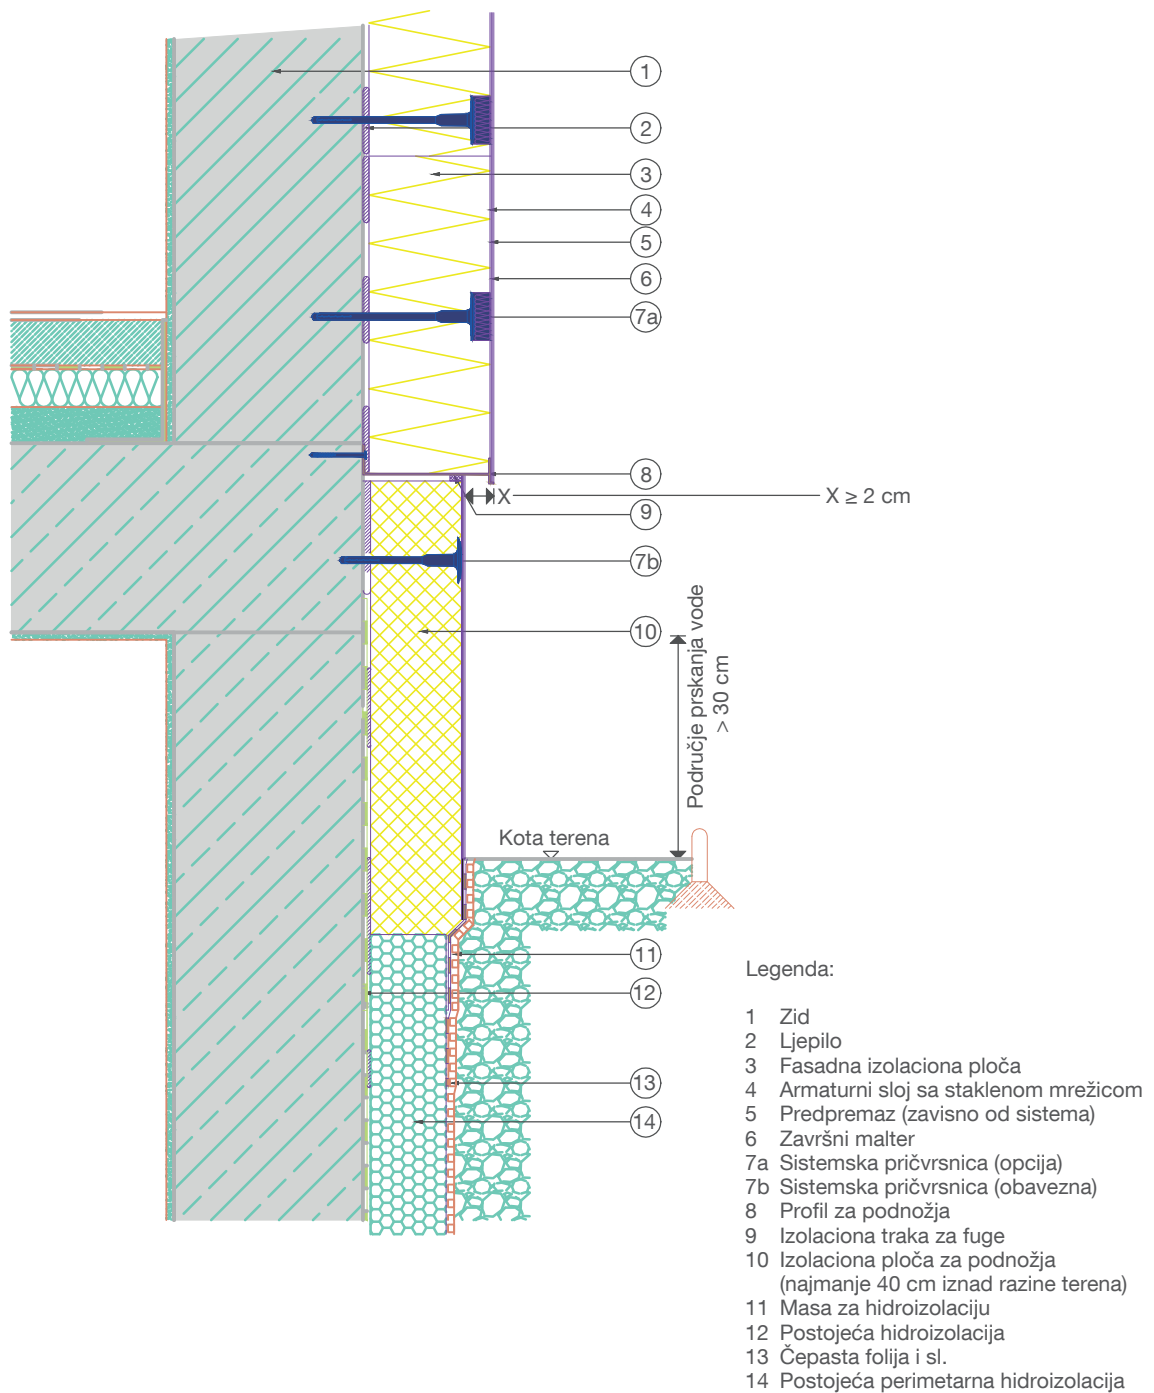 1
2
3
4
5
6
7a
8
X
X ≥ 2 cm
9
7b
10
Područje prskanja vode
> 30 cm
Kota terena
11
12
13
14
Legenda:
1 Zid
2 Ljepilo
3 Fasadna izolaciona ploča
4 Armaturni sloj sa staklenom mrežicom
5 Predpremaz (zavisno od sistema)
6 Završni malter
7a Sistemska pričvrsnica (opcija)
7b Sistemska pričvrsnica (obavezna)
8 Profil za podnožja
9 Izolaciona traka za fuge
10 Izolaciona ploča za podnožja
(najmanje 40 cm iznad razine terena)
11 Masa za hidroizolaciju
12 Postojeća hidroizolacija
13 Čepasta folija i sl.
14 Postojeća perimetarna hidroizolacija